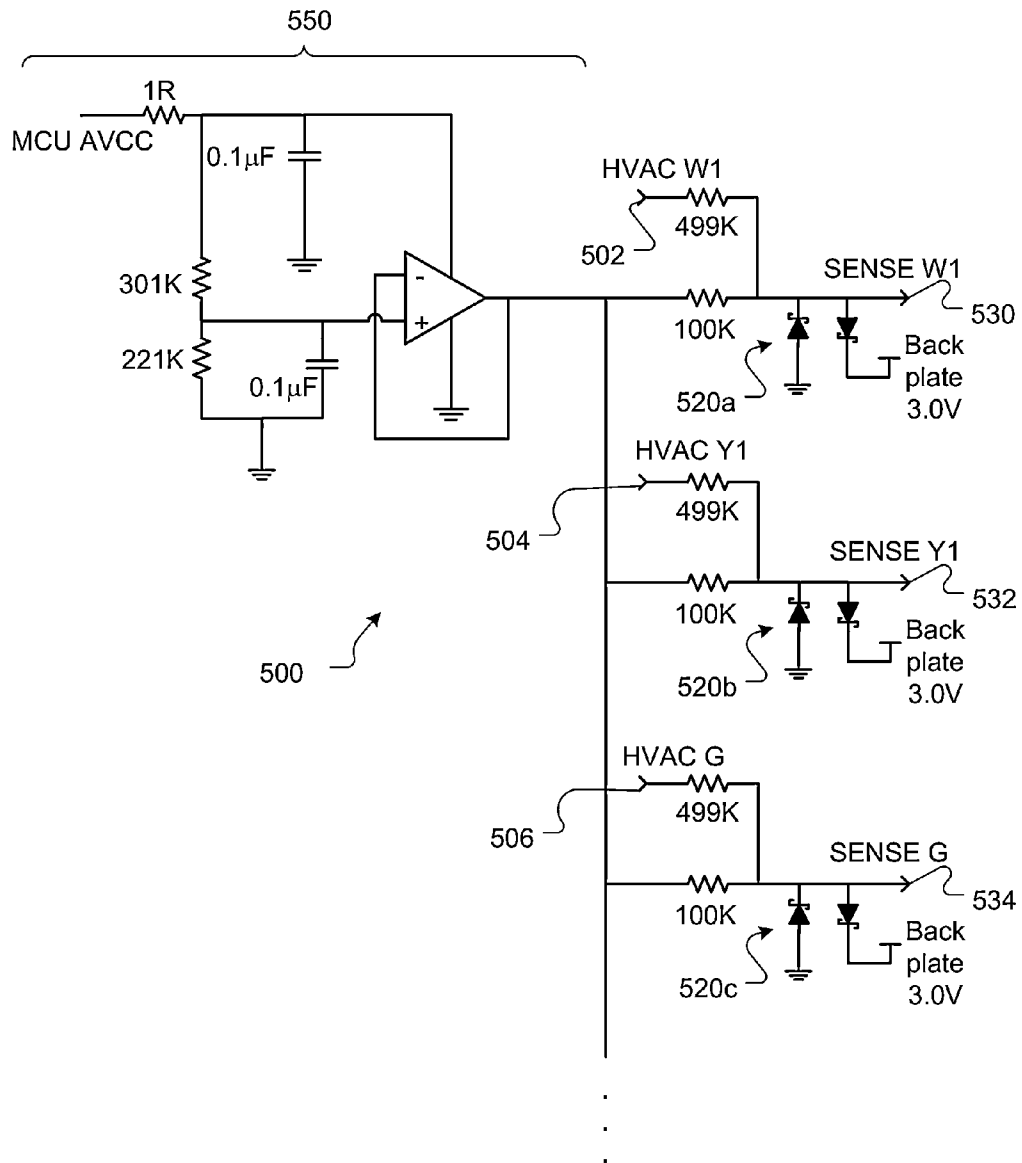 550
1R
MCU AVCC
0.1µF
301K
221K
0.1µF
-
+
HVAC W1
499K
502
SENSE W1
530
100K
520a
Back
plate
3.0V
HVAC Y1
499K
504
SENSE Y1
532
100K
520b
Back
plate
3.0V
500
HVAC G
499K
506
SENSE G
534
100K
520c
Back
plate
3.0V